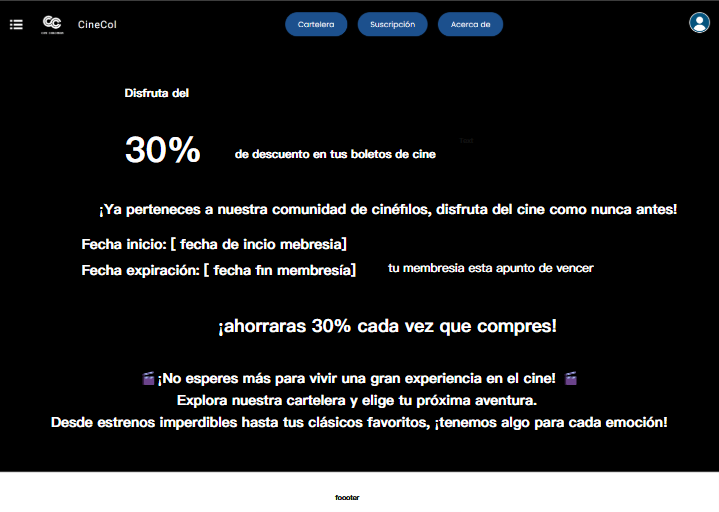 CineCol
Cartelera
Suscripción
Acerca de
Disfruta del
30% de descuento en tus boletos de cine
¡Ya perteneces a nuestra comunidad de cinéfilos, disfruta del cine como nunca antes!
Fecha inicio: [ fecha de incio mebresia]
Fecha expiración: [ fecha fin membresía] tu membresia esta apunto de vencer
¡ahorraras 30% cada vez que compres!
¡No esperes más para vivir una gran experiencia en el cine!
Explora nuestra cartelera y elige tu próxima aventura.
Desde estrenos imperdibles hasta tus clásicos favoritos, ¡tenemos algo para cada emoción!
foooter